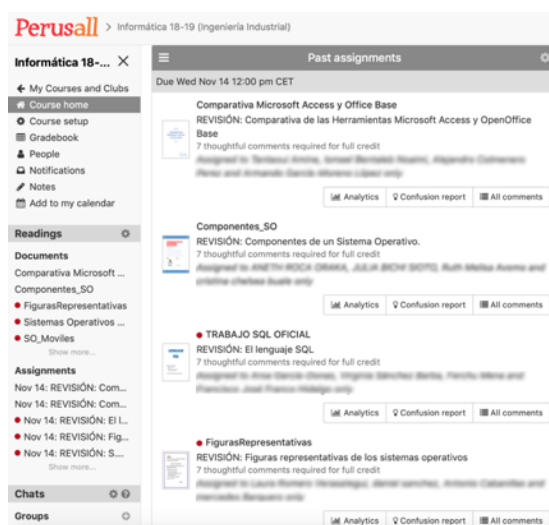 Perusall > Informática 18-19 (Ingeniería Industrial)
Informática 18-... ×
My Courses and Clubs
Course home
Course setup
Gradebook
People
Notifications
Notes
Add to my calendar
Readings
Documents
Comparativa Microsoft ...
Componentes_SO
FigurasRepresentativas
Sistemas Operativos ...
SO_Moviles
Show more...
Assignments
Nov 14: REVISIÓN: Com...
Nov 14: REVISIÓN: Com...
Nov 14: REVISIÓN: El l...
Nov 14: REVISIÓN: Fig...
Nov 14: REVISIÓN: S....
Show more...
Chats
Groups
Past assignments
Due Wed Nov 14 12:00 pm CET
Comparativa Microsoft Access y Office Base
REVISIÓN: Comparativa de las Herramientas Microsoft Access y OpenOffice
Base
7 thoughtful comments required for full credit
Analytics Confusion report All comments
Componentes_SO
REVISIÓN: Componentes de un Sistema Operativo.
7 thoughtful comments required for full credit
Analytics Confusion report All comments
TRABAJO SQL OFICIAL
REVISIÓN: El lenguaje SQL
7 thoughtful comments required for full credit
Analytics Confusion report All comments
FigurasRepresentativas
REVISIÓN: Figuras representativas de los sistemas operativos
7 thoughtful comments required for full credit
Analytics Confusion report All comments